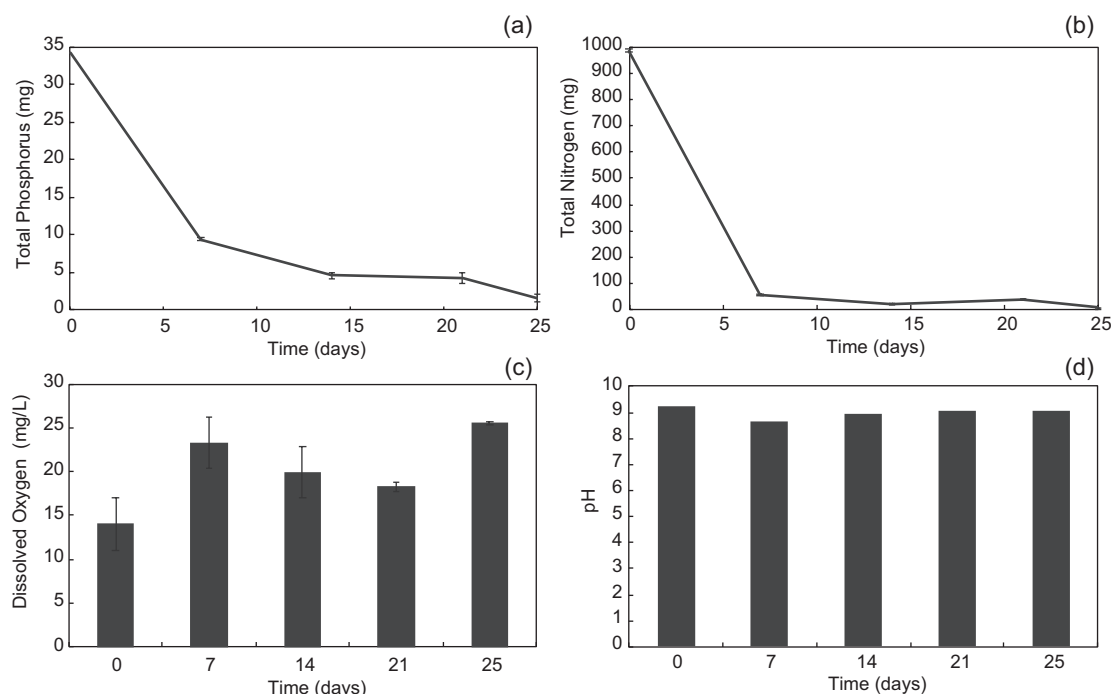 (a)
35
30
25
20
15
10
5
0
Total Phosphorus (mg)
0 5 10 15 20 25
Time (days)
(b)
1000
900
800
700
600
500
400
300
200
100
0
Total Nitrogen (mg)
0 5 10 15 20 25
Time (days)
(c)
30
25
20
15
10
5
0
Dissolved Oxygen (mg/L)
0 7 14 21 25
Time (days)
(d)
10
9
8
7
6
5
4
3
2
1
0
pH
0 7 14 21 25
Time (days)